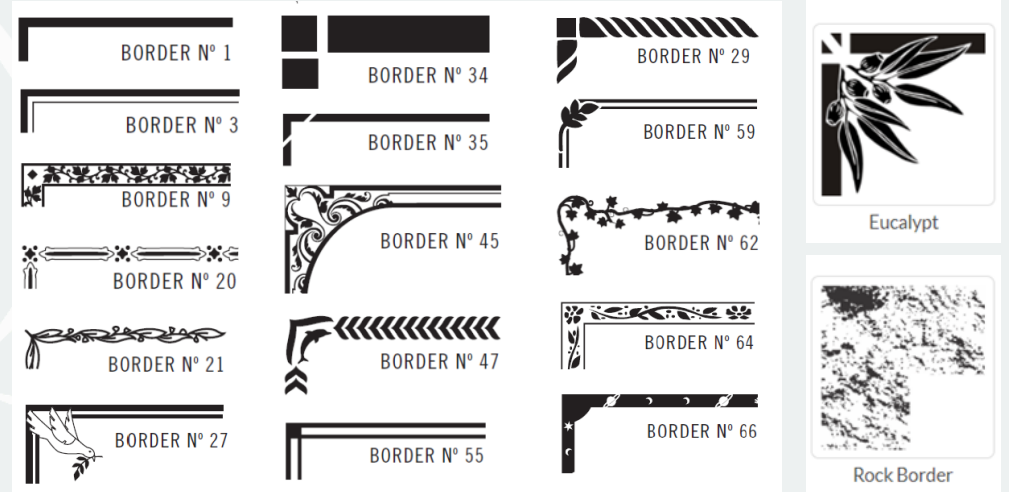 BORDER Nº 1
BORDER Nº 3
BORDER Nº 9
BORDER Nº 20
BORDER Nº 21
BORDER Nº 27
BORDER Nº 34
BORDER Nº 35
BORDER Nº 45
BORDER Nº 47
BORDER Nº 55
BORDER Nº 29
BORDER Nº 59
BORDER Nº 62
BORDER Nº 64
BORDER Nº 66
Eucalypt
Rock Border